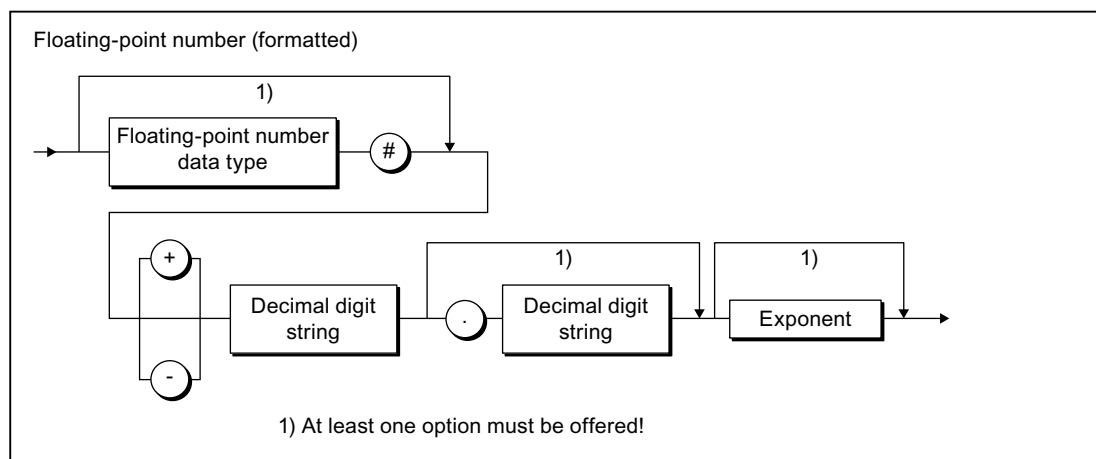 Floating-point number (formatted)
1)
Floating-point number
data type
#
+
-
Decimal digit
string
1)
.
Decimal digit
string
1)
Exponent
1) At least one option must be offered!